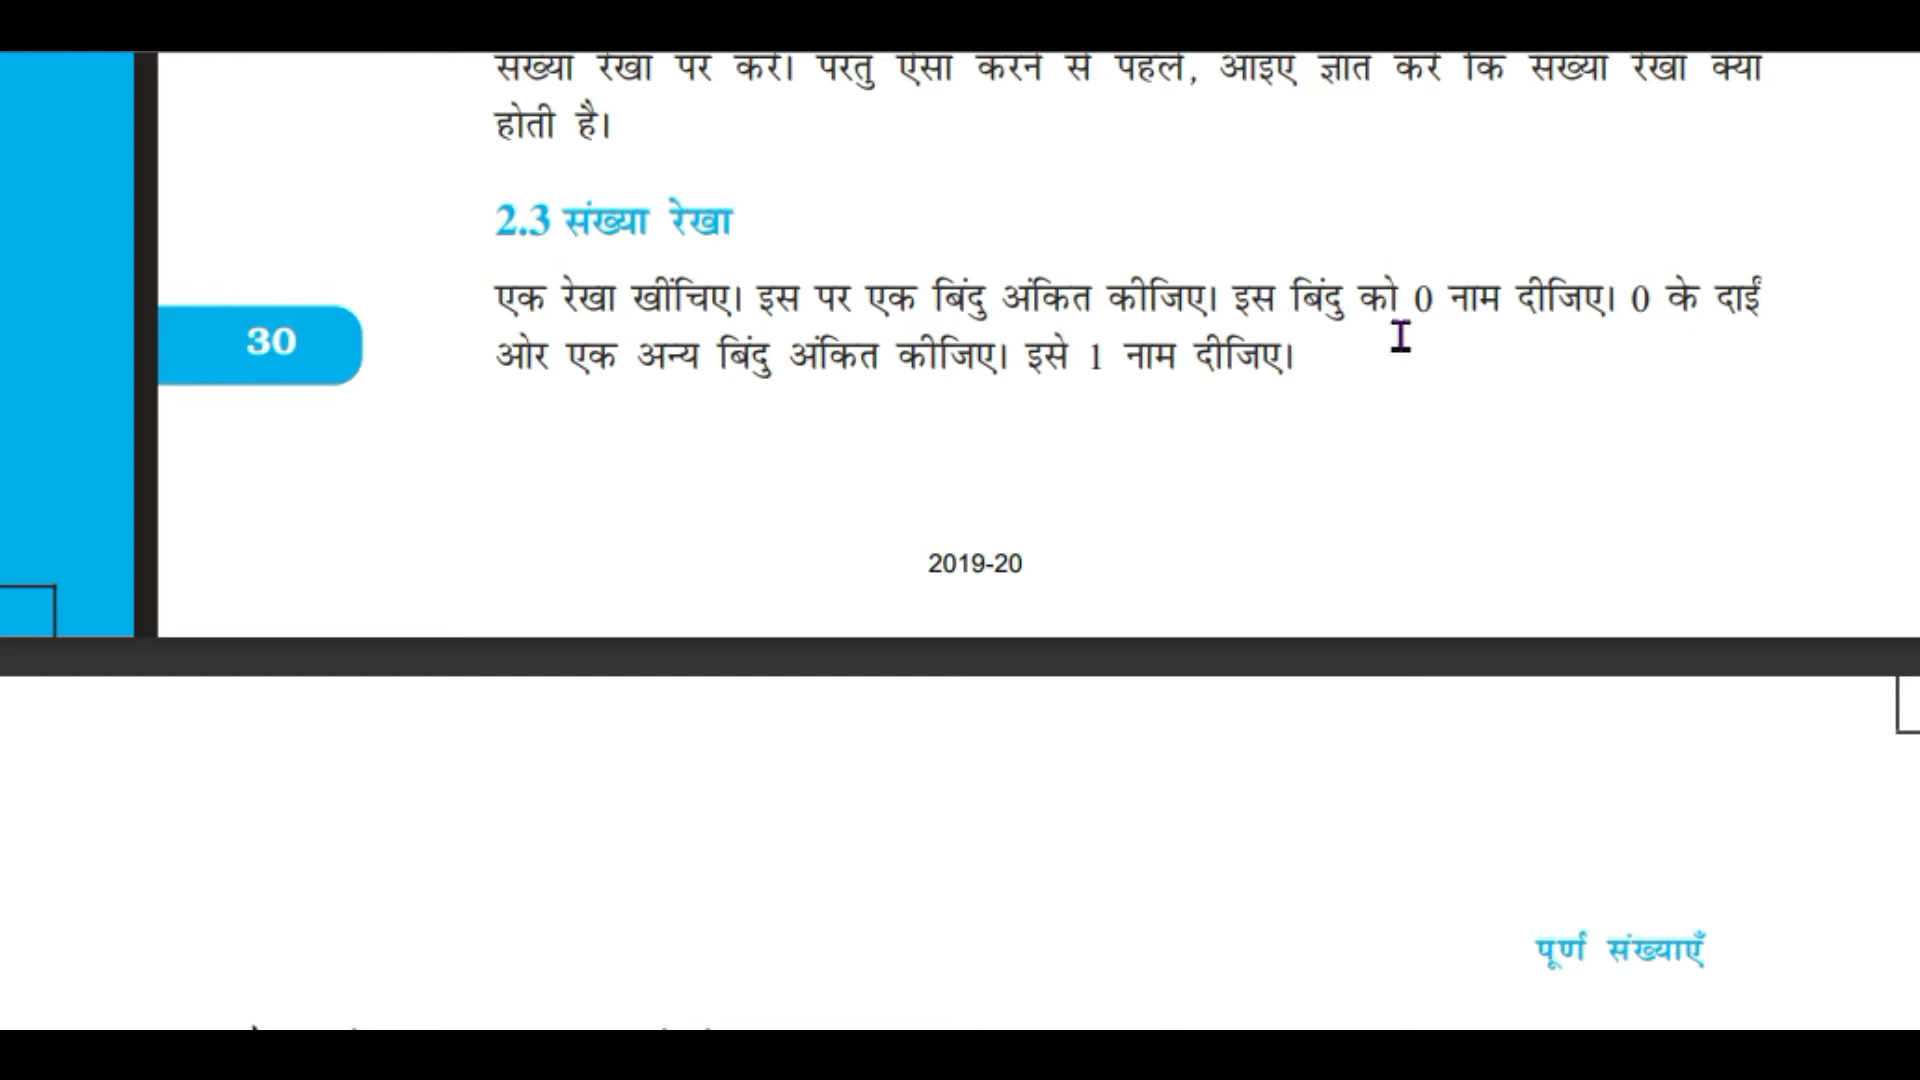 संख्या रेखा पर करें। परंतु ऐसा करने से पहले, आइए ज्ञात करें कि संख्या रेखा क्या
होती है।
2.3 संख्या रेखा
एक रेखा खींचिए। इस पर एक बिंदु अंकित कीजिए। इस बिंदु को 0 नाम दीजिए। 0 के दाईं
30
ओर एक अन्य बिंदु अंकित कीजिए। इसे 1 नाम दीजिए।
2019-20
पूर्ण संख्याएँ